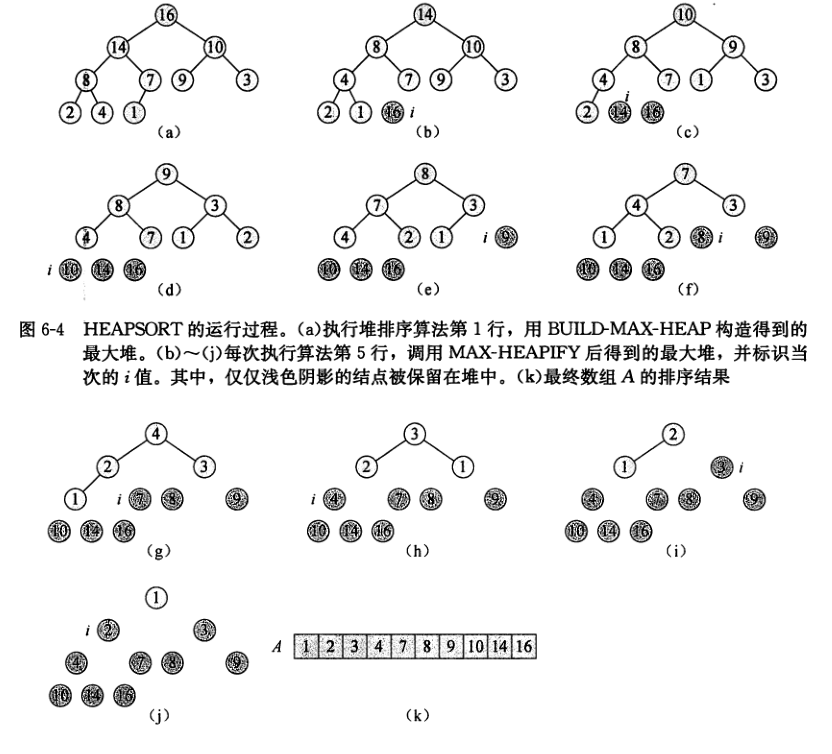 16 14 10
14 10 8 10 8 9
8 7 9 3 4 7 9 3 4 7 1 3
2 4 1 2 1 16 i 2 i 14 16
(a) (b) (c)
9 8 7
8 3 7 3 4 3
4 7 1 2 4 2 1 i 9 1 2 8 i 9
i 10 14 16 10 14 16 10 14 16
(d) (e) (f)
图 6-4 HEAPSORT 的运行过程。(a)执行堆排序算法第 1 行，用 BUILD-MAX-HEAP 构造得到的
最大堆。(b)～(j)每次执行算法第 5 行，调用 MAX-HEAPIFY 后得到的最大堆，并标识当
次的 i 值。其中，仅仅浅色阴影的结点被保留在堆中。(k)最终数组 A 的排序结果
4 3 2
2 3 2 1 1 3 i
1 i 7 8 9 i 4 7 8 9 4 7 8 9
10 14 16 10 14 16 10 14 16
(g) (h) (i)
1
i 2 3
A 1 2 3 4 7 8 9 10 14 16
4 7 8 9
10 14 16
(j) (k)